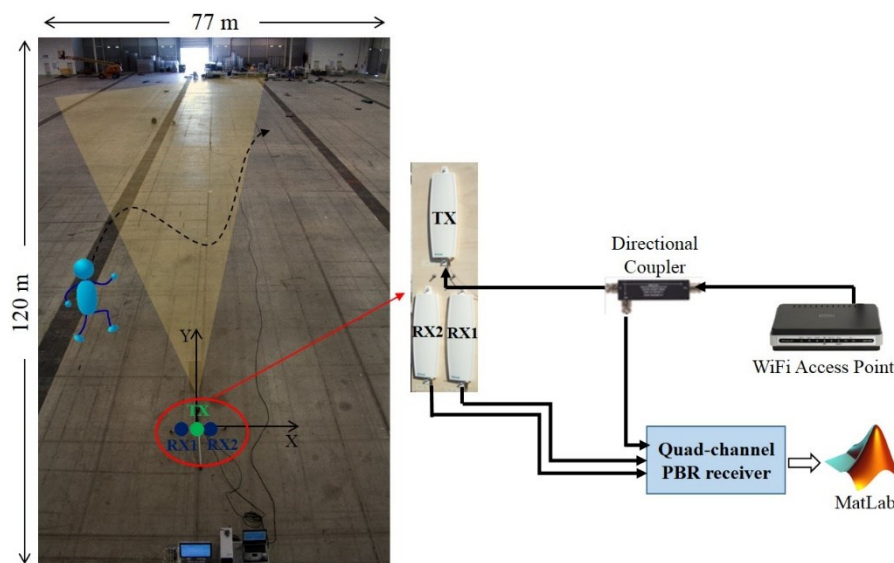 77 m
120 m
Y
X
TX
RX1
RX2
TX
RX2
RX1
Directional
Coupler
WiFi Access Point
Quad-channel
PBR receiver
MatLab